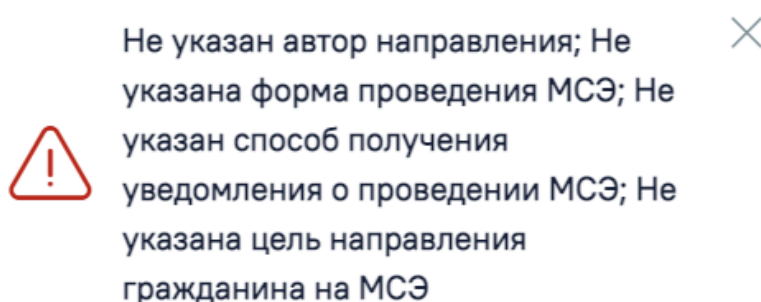 Не указан автор направления; Не
указана форма проведения МСЭ; Не
указан способ получения
уведомления о проведении МСЭ; Не
указана цель направления
гражданина на МСЭ